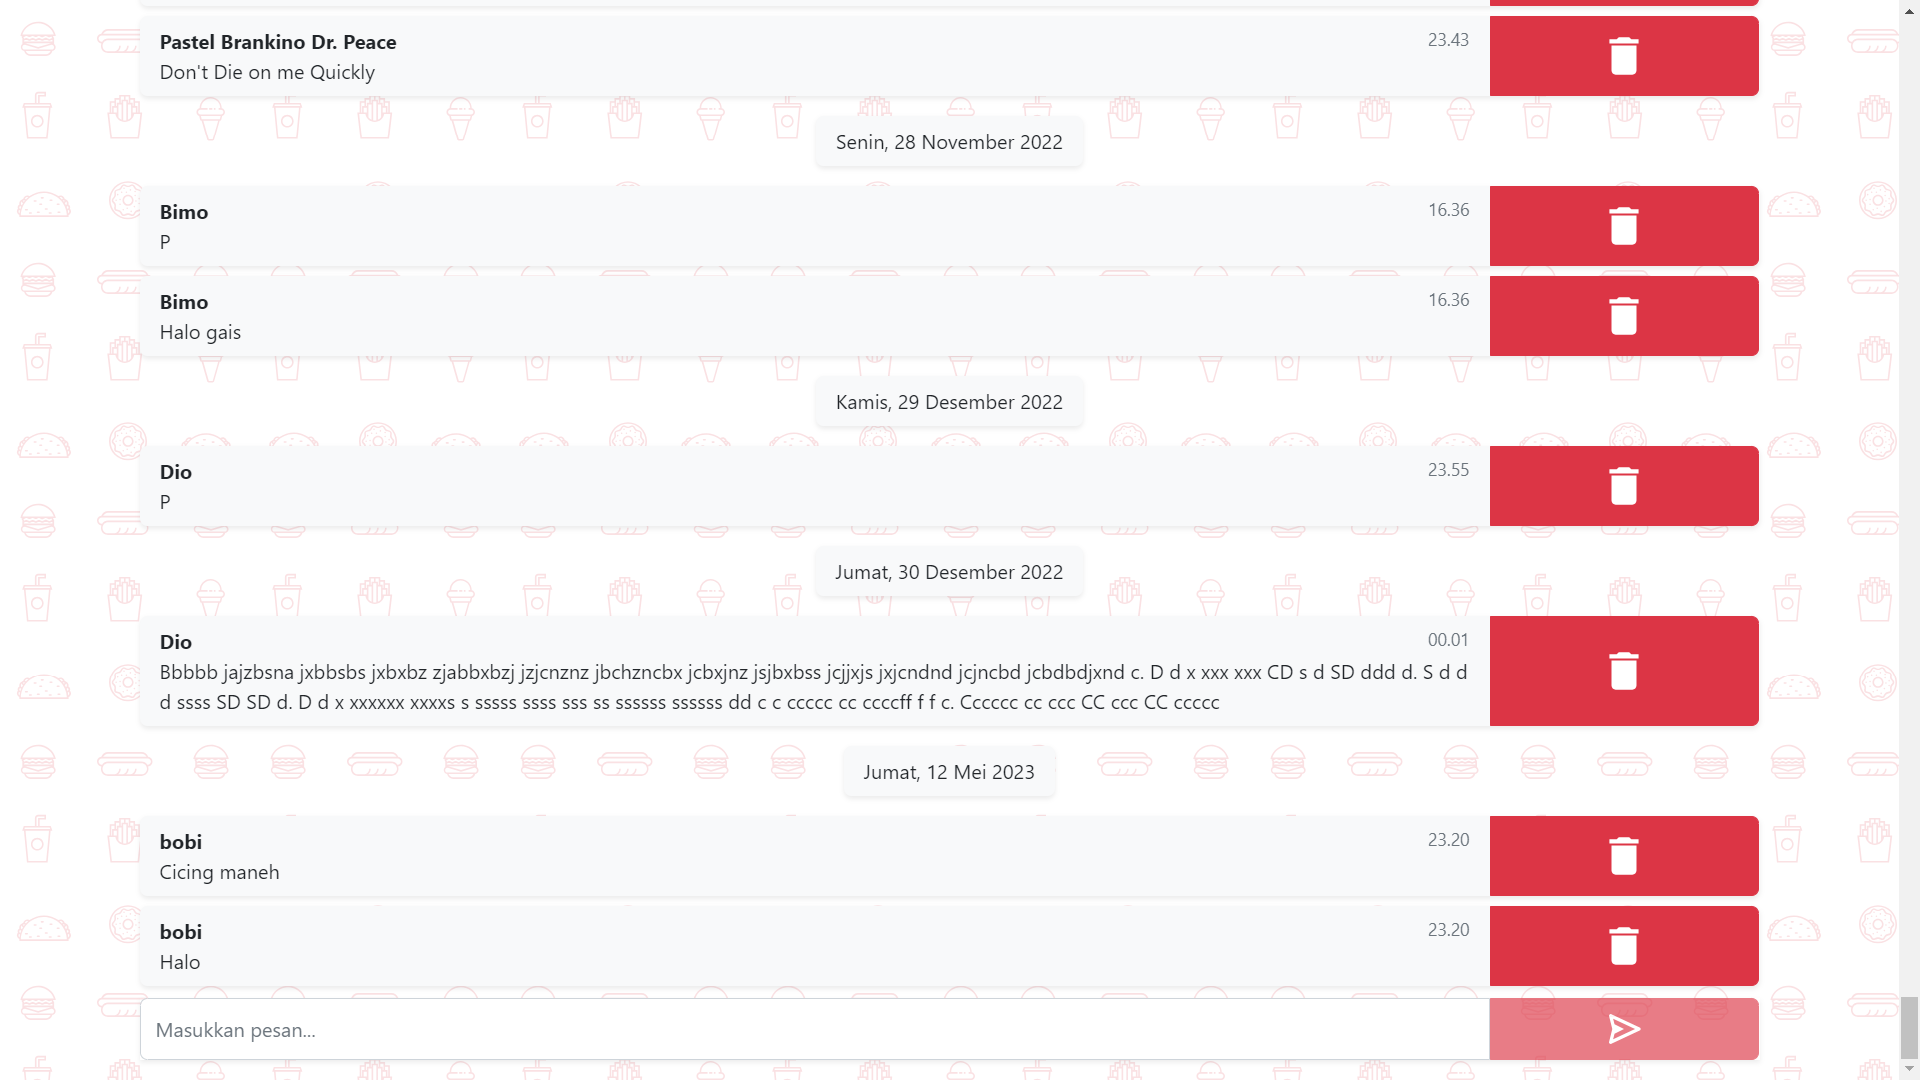 Pastel Brankino Dr. Peace
23.43
Don't Die on me Quickly
Senin, 28 November 2022
Bimo
16.36
P
Bimo
16.36
Halo gais
Kamis, 29 Desember 2022
Dio
23.55
P
Jumat, 30 Desember 2022
Dio
00.01
Bbbbb jajzbsna jxbbsbs jxbxbz zjabbxbzj jzjcnznz jbchzncbx jcbxjnz jsjbxbss jcjjxjs jxjcndnd jcjncbd jcbdbdjxnd c. D d x xxx xxx CD s d SD ddd d. S d d
d ssss SD SD d. D d x xxxxxx xxxxs s sssss ssss sss ss ssssss ssssss dd c c ccccc cc ccccff f f c. Cccccc cc ccc CC ccc CC ccccc
Jumat, 12 Mei 2023
bobi
23.20
Cicing maneh
bobi
23.20
Halo
Masukkan pesan...